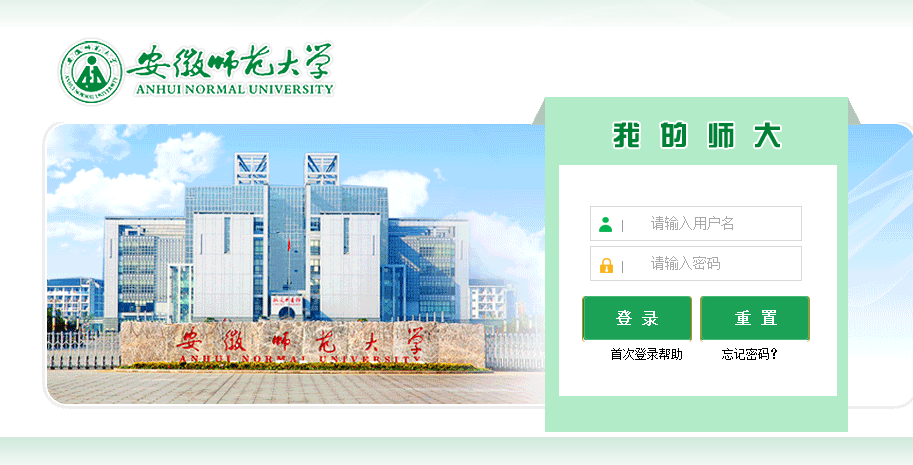 安徽师范大学
ANHUI NORMAL UNIVERSITY
我的师大
请输入用户名
请输入密码
登录 重置
首次登录帮助 忘记密码?
安徽师范大学
ANHUI NORMAL UNIVERSITY